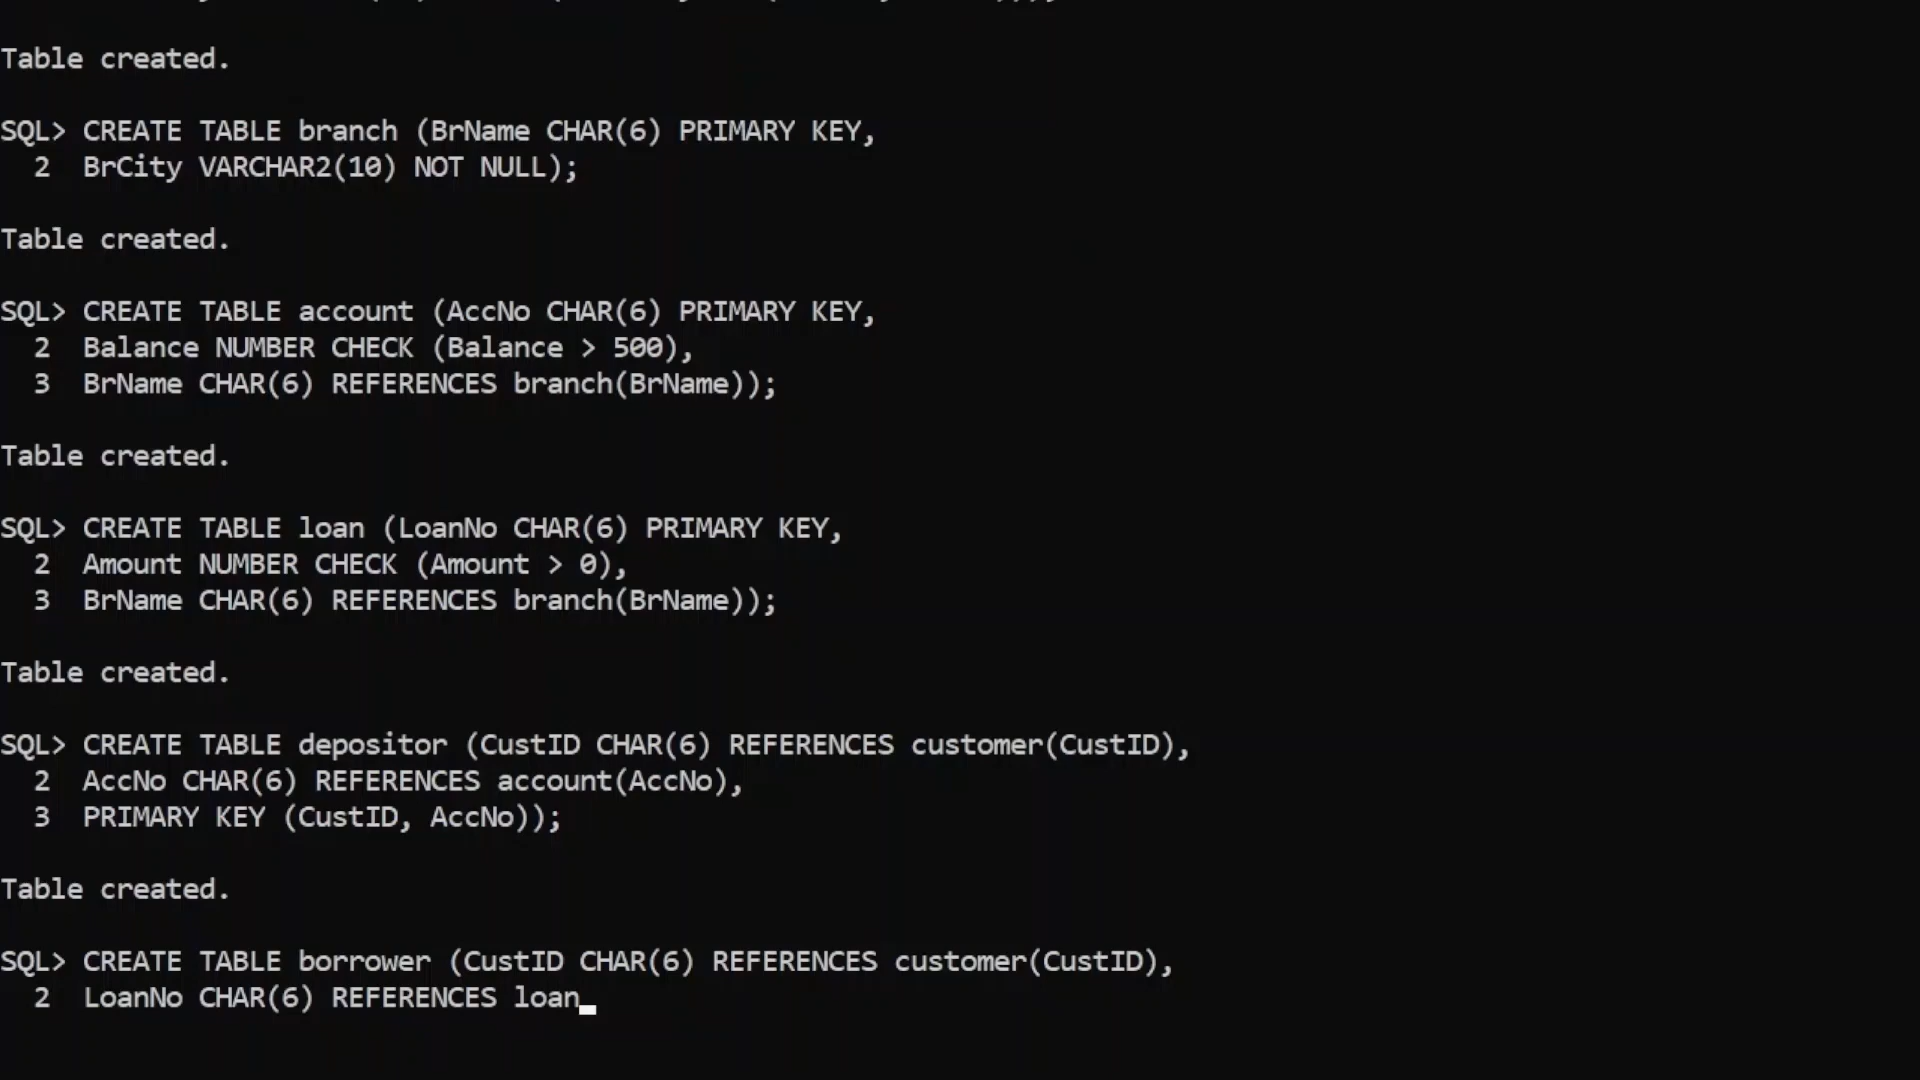 Table created.
SQL> CREATE TABLE branch (BrName CHAR(6) PRIMARY KEY,
2 BrCity VARCHAR2(10) NOT NULL);
Table created.
SQL> CREATE TABLE account (AccNo CHAR(6) PRIMARY KEY,
2 Balance NUMBER CHECK (Balance > 500),
3 BrName CHAR(6) REFERENCES branch(BrName));
Table created.
SQL> CREATE TABLE loan (LoanNo CHAR(6) PRIMARY KEY,
2 Amount NUMBER CHECK (Amount > 0),
3 BrName CHAR(6) REFERENCES branch(BrName));
Table created.
SQL> CREATE TABLE depositor (CustID CHAR(6) REFERENCES customer(CustID),
2 AccNo CHAR(6) REFERENCES account(AccNo),
3 PRIMARY KEY (CustID, AccNo));
Table created.
SQL> CREATE TABLE borrower (CustID CHAR(6) REFERENCES customer(CustID),
2 LoanNo CHAR(6) REFERENCES loan